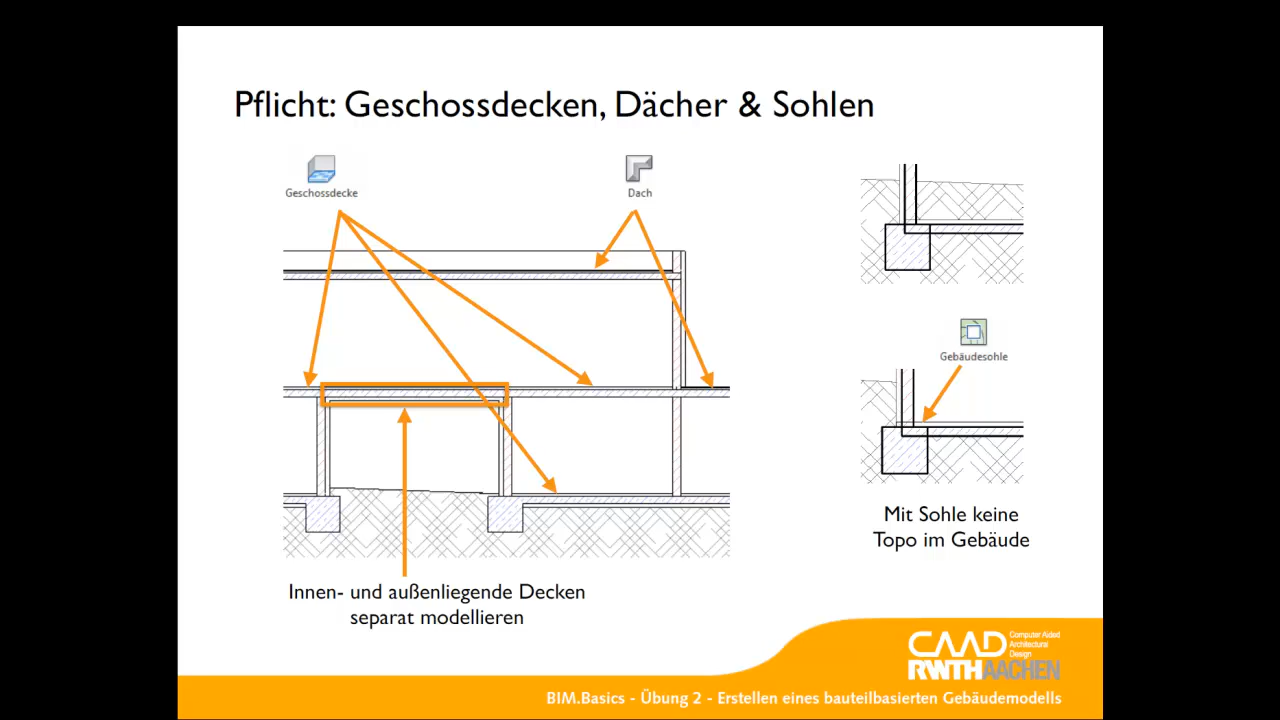 Pflicht: Geschossdecken, Dächer & Sohlen
Geschossdecke
Dach
Gebäudesohle
Mit Sohle keine
Topo im Gebäude
Innen- und außenliegende Decken
separat modellieren
CAAD
Computer Aided
Architectural
Design
RWTHAACHEN
BIM.Basics - Übung 2 - Erstellen eines bauteilbasierten Gebäudemodells